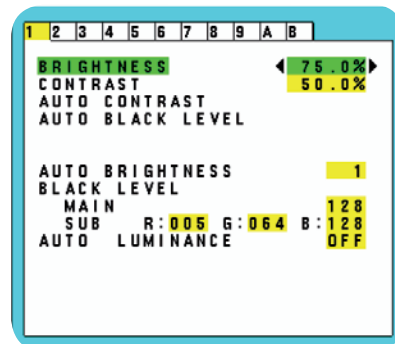 1 2 3 4 5 6 7 8 9 A B
BRIGHTNESS 75.0%
CONTRAST 50.0%
AUTO CONTRAST
AUTO BLACK LEVEL
AUTO BRIGHTNESS 1
BLACK LEVEL
MAIN 128
SUB R:005 G:064 B:128
AUTO LUMINANCE OFF